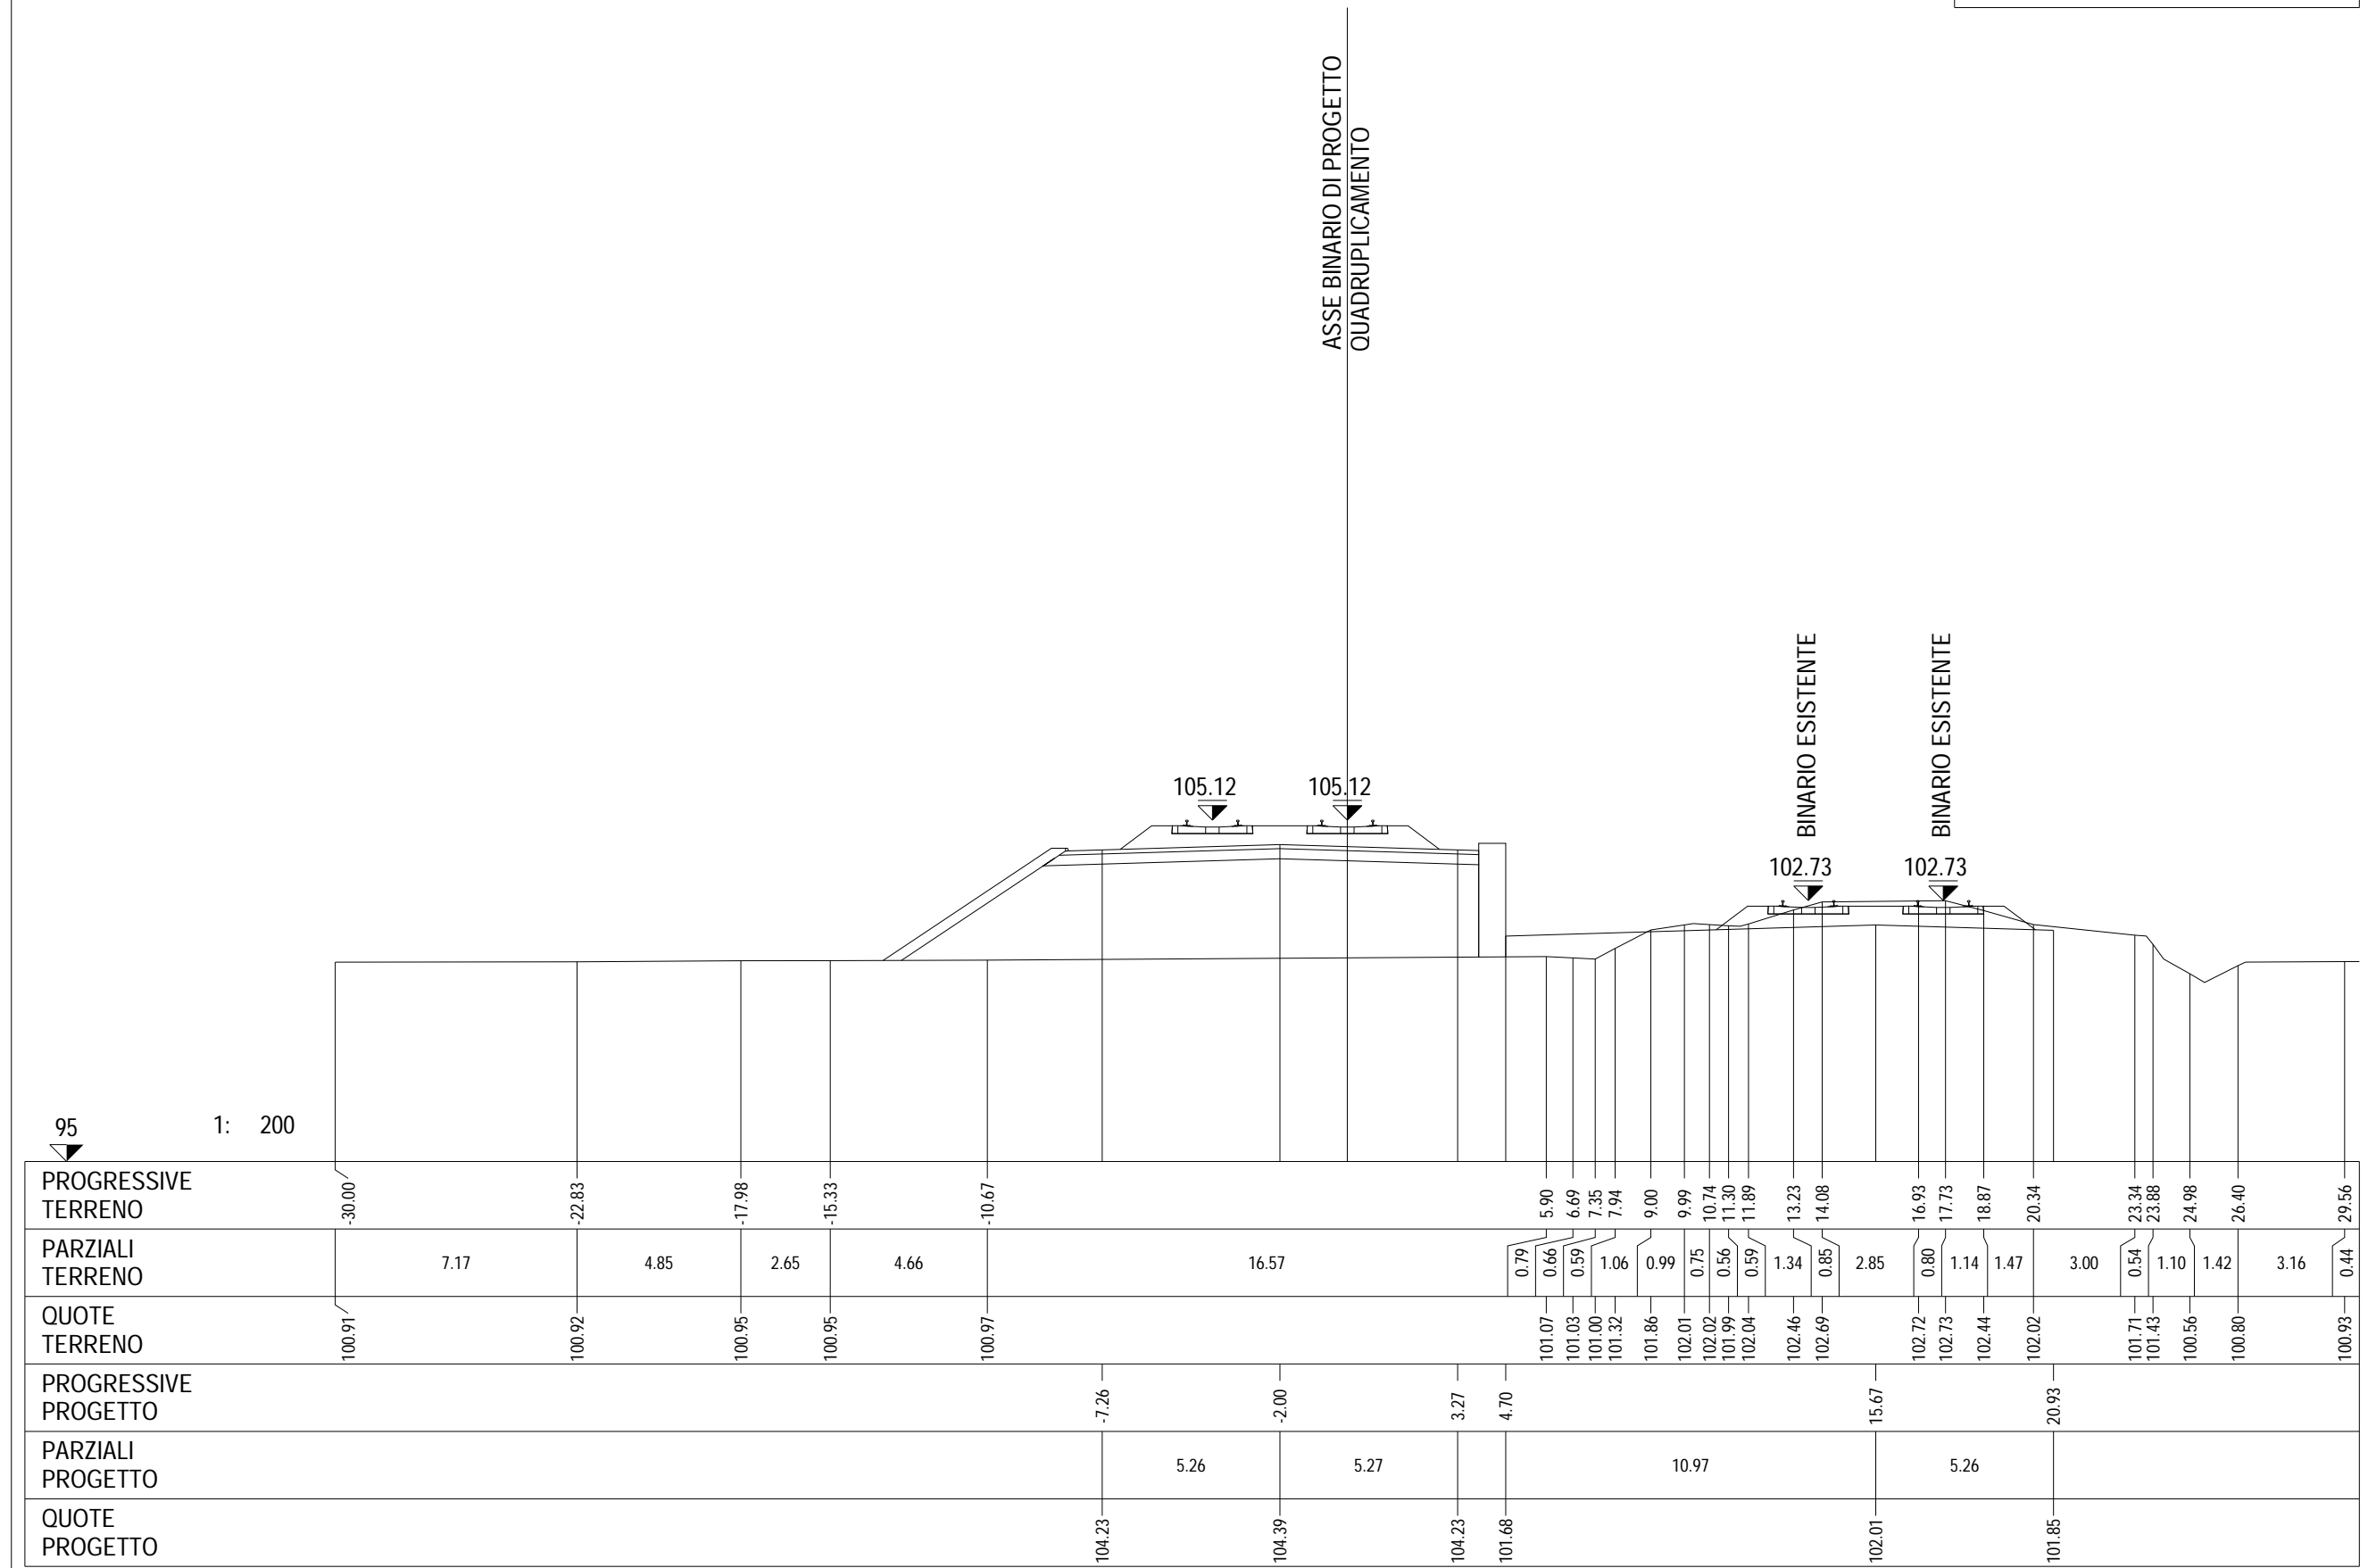 ASSE BINARIO DI PROGETTO
QUADRUPLICAMENTO
BINARIO ESISTENTE
BINARIO ESISTENTE
105.12
105.12
102.73
102.73
95
1: 200
PROGRESSIVE
TERRENO
-30.00 -22.83 -17.98 -15.33 -10.67 5.90 6.69 7.35 7.94 9.00 9.99 10.74 11.30 11.89 13.23 14.08 16.93 17.73 18.87 20.34 23.34 23.88 24.98 26.40 29.56
PARZIALI
TERRENO
7.17 4.85 2.65 4.66 16.57 0.79 0.66 0.59 1.06 0.99 0.75 0.56 0.59 1.34 0.85 2.85 0.80 1.14 1.47 3.00 0.54 1.10 1.42 3.16 0.44
QUOTE
TERRENO
100.91 100.92 100.95 100.95 100.97 101.07 101.03 101.00 101.32 101.86 102.01 102.02 101.99 102.04 102.46 102.69 102.72 102.73 102.44 102.02 101.71 101.43 100.56 100.80 100.93
PROGRESSIVE
PROGETTO
-7.26 -2.00 3.27 4.70 15.67 20.93
PARZIALI
PROGETTO
5.26 5.27 10.97 5.26
QUOTE
PROGETTO
104.23 104.39 104.23 101.68 102.01 101.85